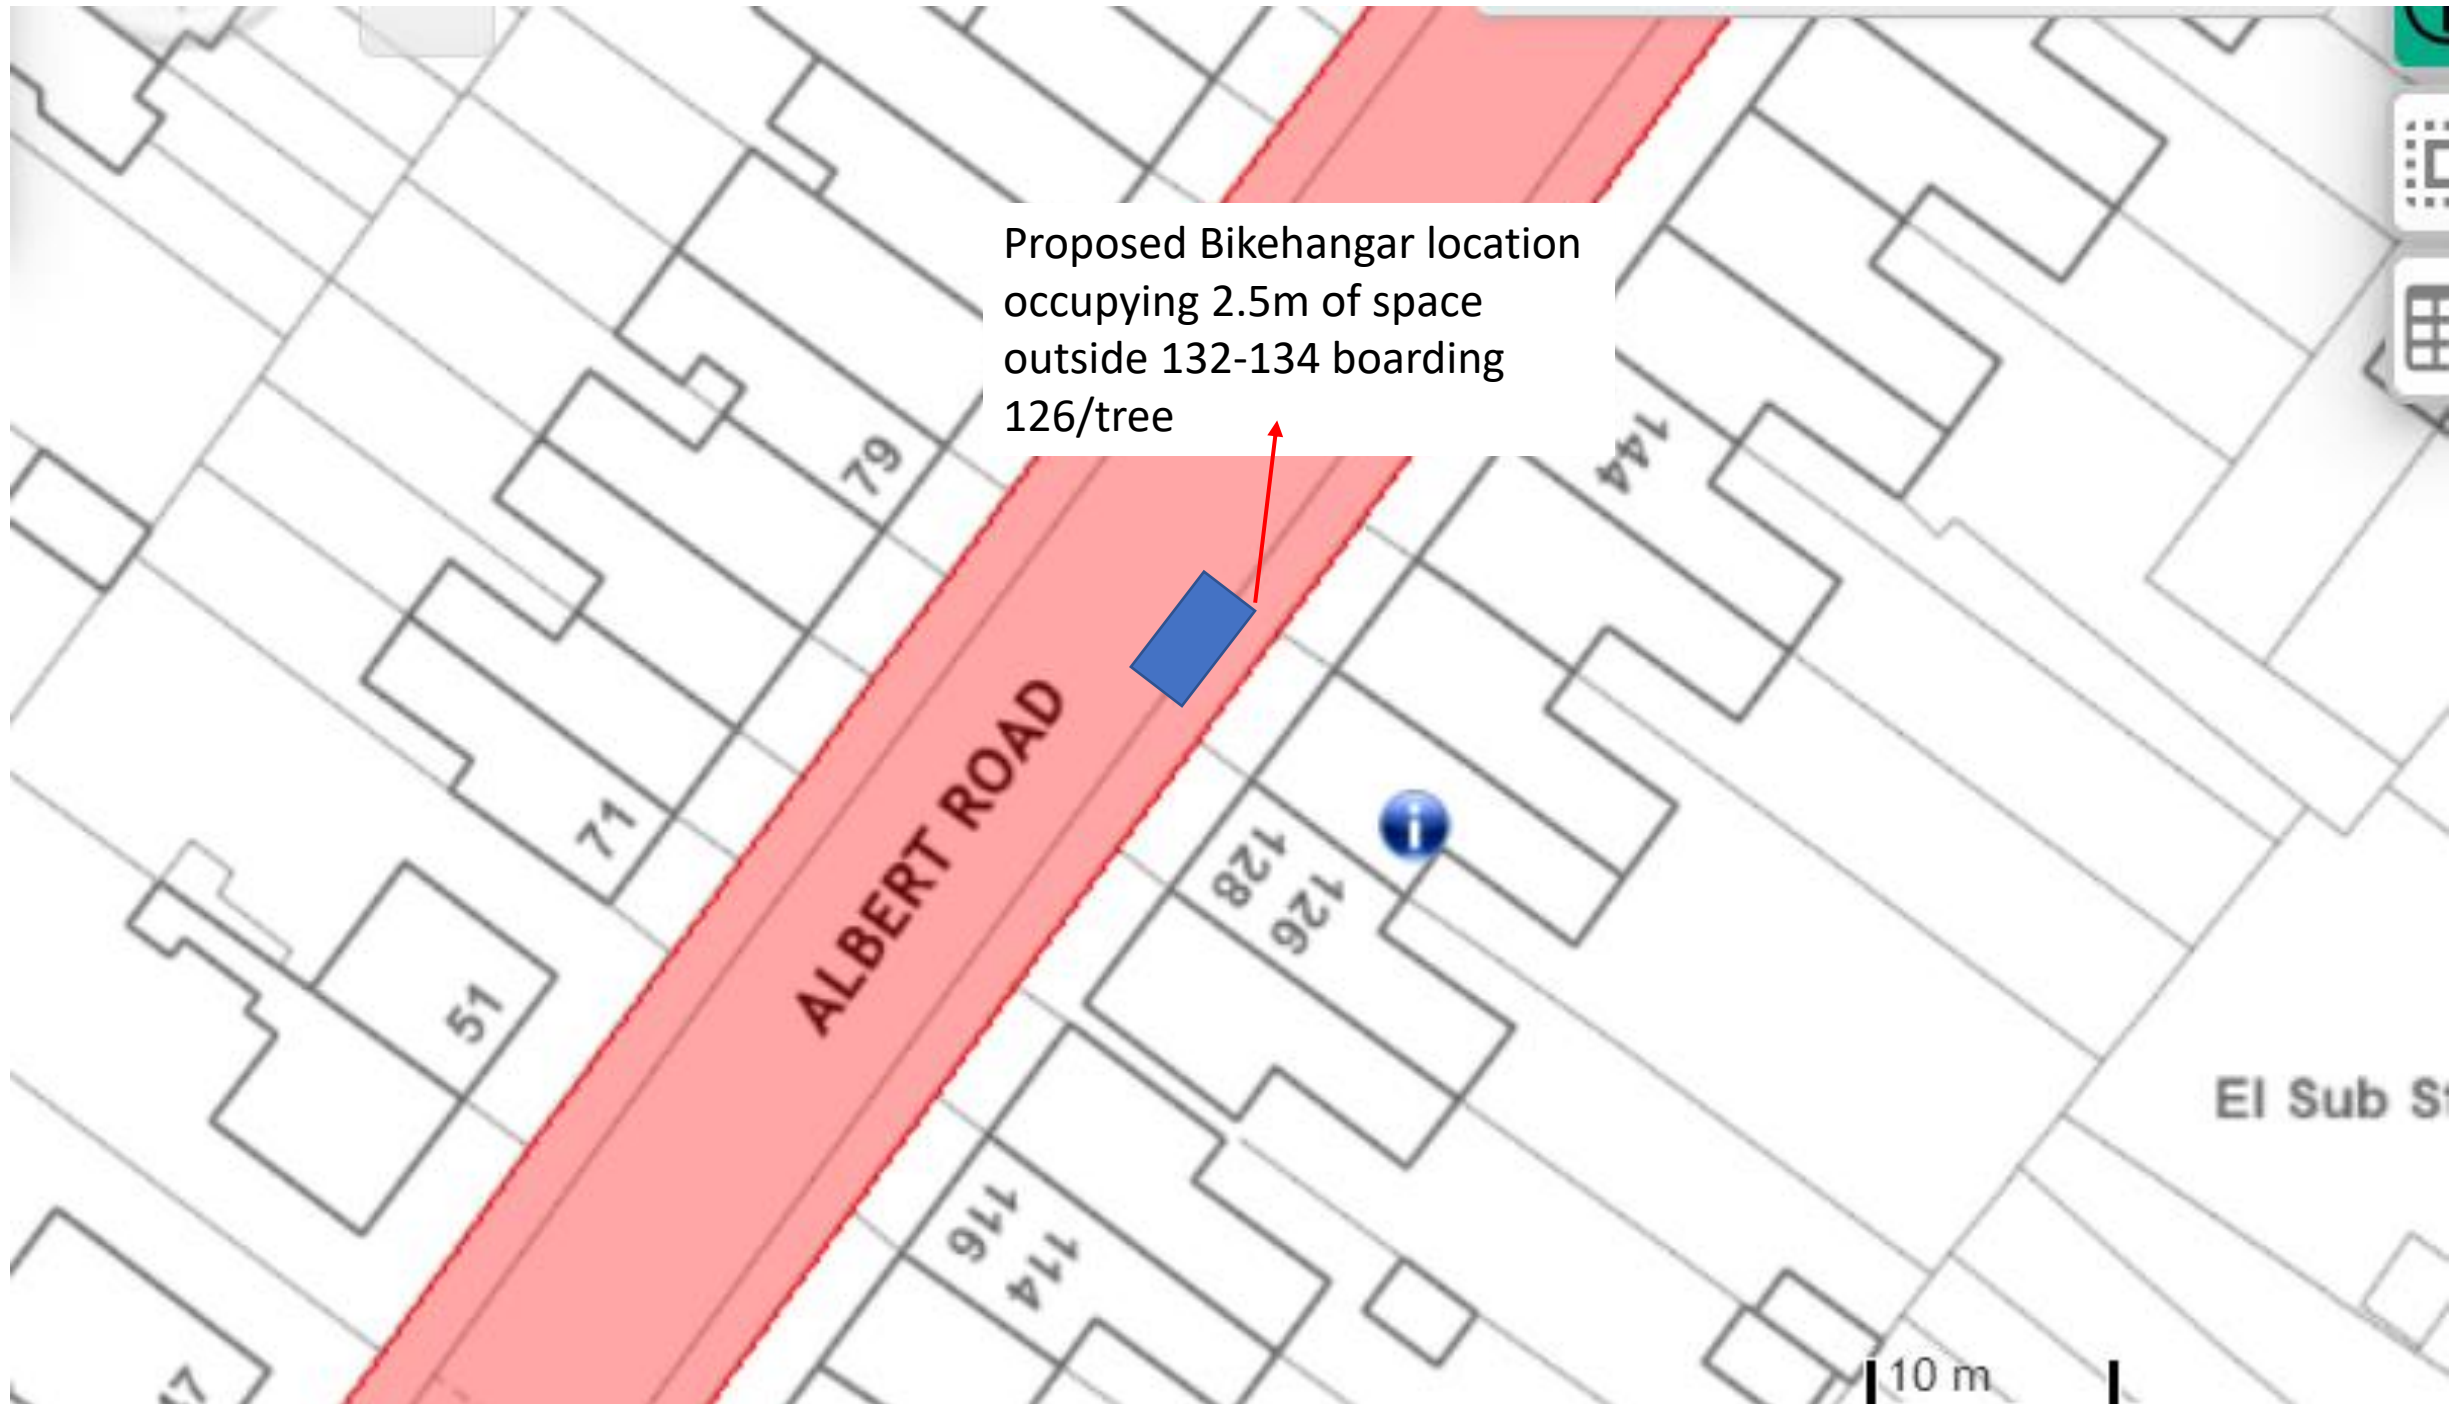 Proposed Bikehangar location
occupying 2.5m of space
outside 132-134 boarding
126/tree
144
79
ALBERT ROAD
71
128
126
51
116
114
El Sub
10 m